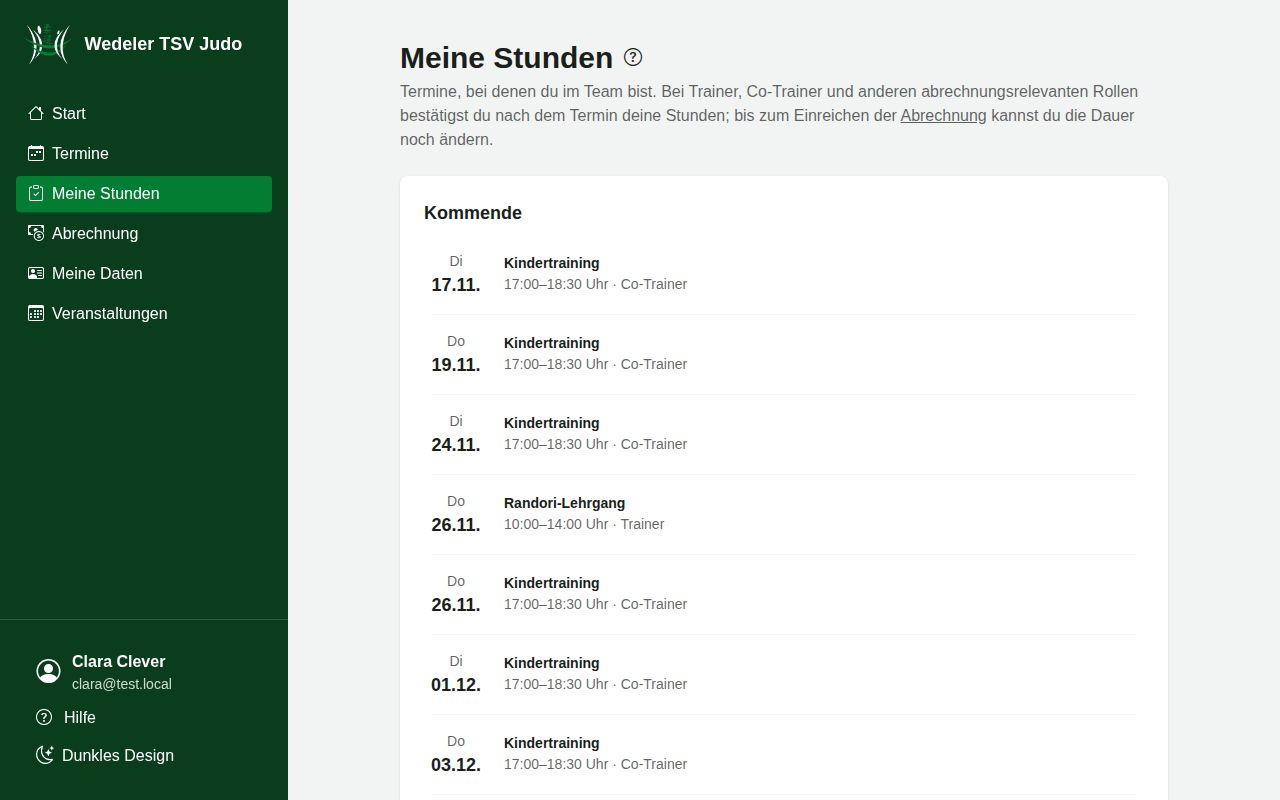 Wedeler TSV Judo
Start
Termine
Meine Stunden
Abrechnung
Meine Daten
Veranstaltungen
Clara Clever
clara@test.local
Hilfe
Dunkles Design
Meine Stunden
Termine, bei denen du im Team bist. Bei Trainer, Co-Trainer und anderen abrechnungsrelevanten Rollen
bestätigst du nach dem Termin deine Stunden; bis zum Einreichen der Abrechnung kannst du die Dauer
noch ändern.
Kommende
Di
17.11.
Kindertraining
17:00–18:30 Uhr · Co-Trainer
Do
19.11.
Kindertraining
17:00–18:30 Uhr · Co-Trainer
Di
24.11.
Kindertraining
17:00–18:30 Uhr · Co-Trainer
Do
26.11.
Randori-Lehrgang
10:00–14:00 Uhr · Trainer
Do
26.11.
Kindertraining
17:00–18:30 Uhr · Co-Trainer
Di
01.12.
Kindertraining
17:00–18:30 Uhr · Co-Trainer
Do
03.12.
Kindertraining
17:00–18:30 Uhr · Co-Trainer